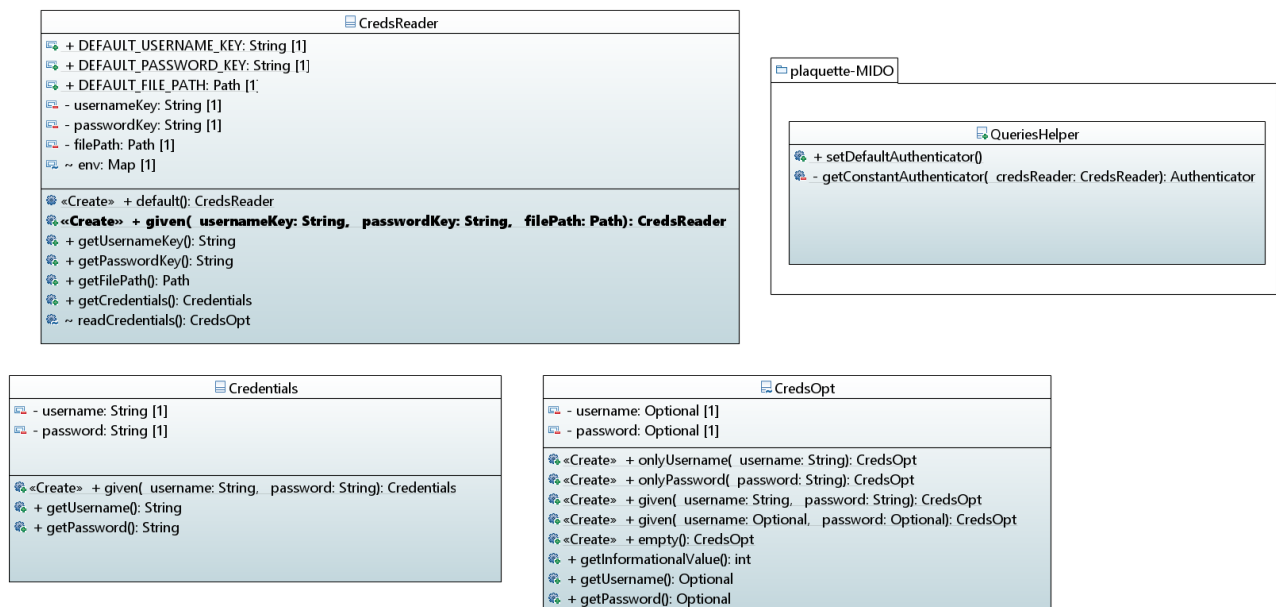 CredsReader
+ DEFAULT_USERNAME_KEY: String [1]
+ DEFAULT_PASSWORD_KEY: String [1]
+ DEFAULT_FILE_PATH: Path [1]
- usernameKey: String [1]
- passwordKey: String [1]
- filePath: Path [1]
~ env: Map [1]
«Create» + default(): CredsReader
«Create» + given( usernameKey: String, passwordKey: String, filePath: Path): CredsReader
+ getUsernameKey(): String
+ getPasswordKey(): String
+ getFilePath(): Path
+ getCredentials(): Credentials
~ readCredentials(): CredsOpt
plaquette-MIDO
QueriesHelper
+ setDefaultAuthenticator()
- getConstantAuthenticator( credsReader: CredsReader): Authenticator
Credentials
- username: String [1]
- password: String [1]
«Create» + given( username: String, password: String): Credentials
+ getUsername(): String
+ getPassword(): String
CredsOpt
- username: Optional [1]
- password: Optional [1]
«Create» + onlyUsername( username: String): CredsOpt
«Create» + onlyPassword( password: String): CredsOpt
«Create» + given( username: String, password: String): CredsOpt
«Create» + given( username: Optional, password: Optional): CredsOpt
«Create» + empty(): CredsOpt
+ getInformationalValue(): int
+ getUsername(): Optional
+ getPassword(): Optional